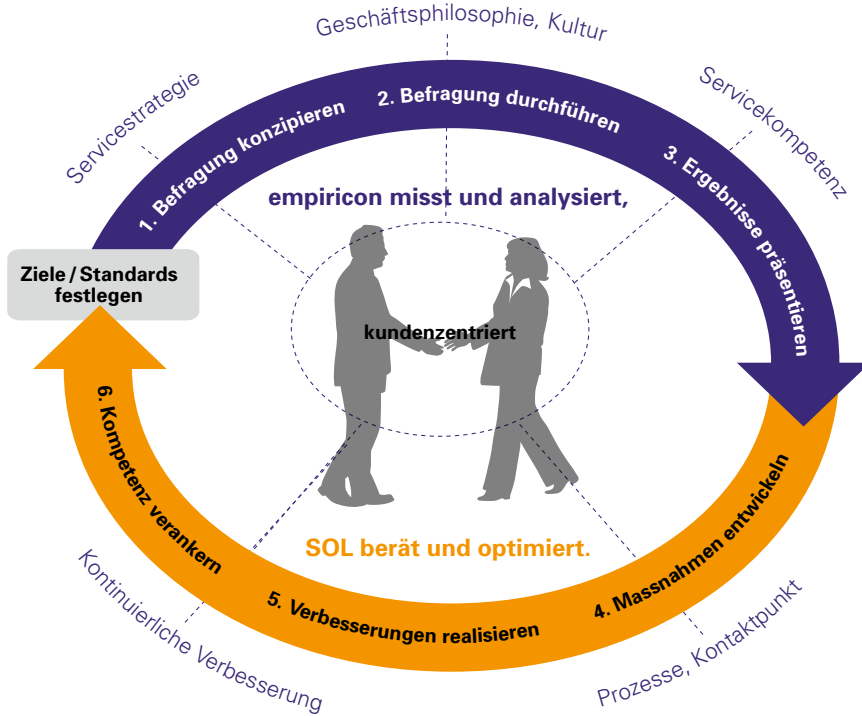 Geschäftsphilosophie, Kultur
Servicestrategie
Servicekompetenz
1. Befragung konzipieren
2. Befragung durchführen
3. Ergebnisse präsentieren
empiricon misst und analysiert,
Ziele / Standards
festlegen
kundenzentriert
6. Kompetenz verankern
SOL berät und optimiert.
5. Verbesserungen realisieren
4. Massnahmen entwickeln
Kontinuierliche Verbesserung
Prozesse, Kontaktpunkt